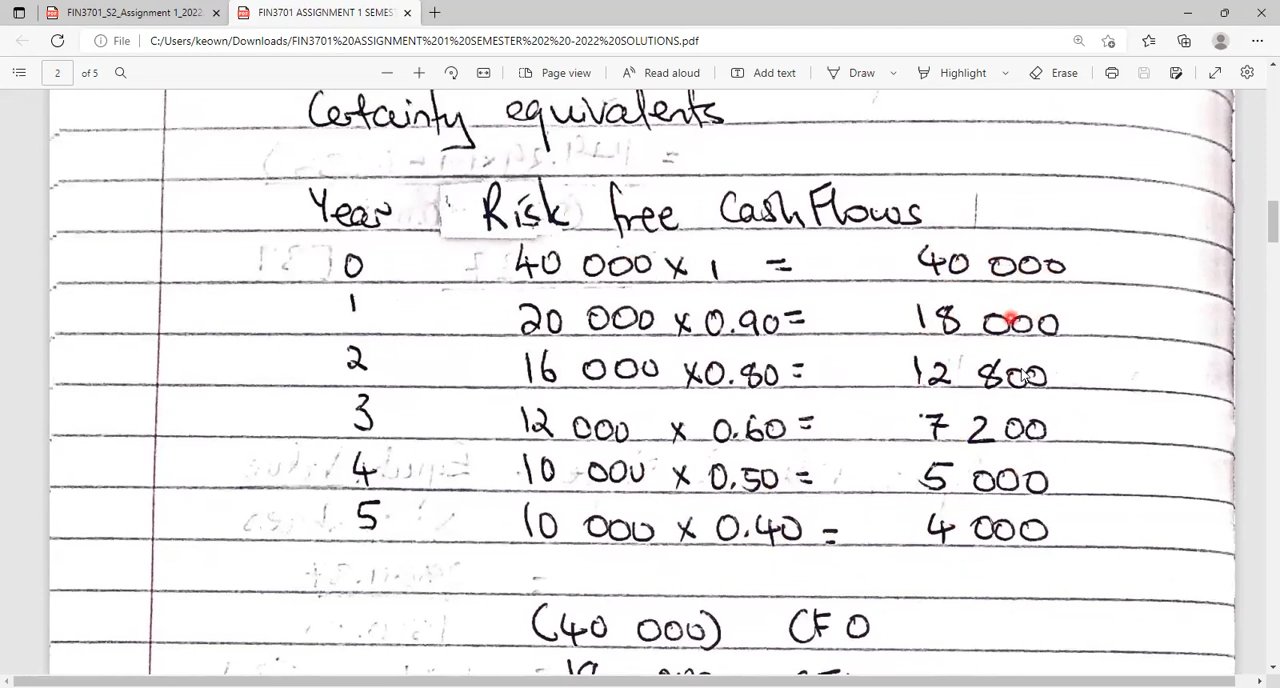 FIN3701_S2_Assignment 1_2022.
FIN3701 ASSIGNMENT 1 SEMES
File C:/Users/keown/Downloads/FIN3701%20ASSIGNMENT%201%20SEMESTER%202%20-2022%20SOLUTIONS.pdf
2 of 5 Page view Read aloud Add text Draw Highlight Erase
Certainty equivalents
Year Risk free Cash Flows
0 40 000 x 1 = 40 000
1 20 000 x 0.90 = 18 000
2 16 000 x 0.80 = 12 800
3 12 000 x 0.60 = 7 200
4 10 000 x 0.50 = 5 000
5 10 000 x 0.40 = 4 000
(40 000) CF 0